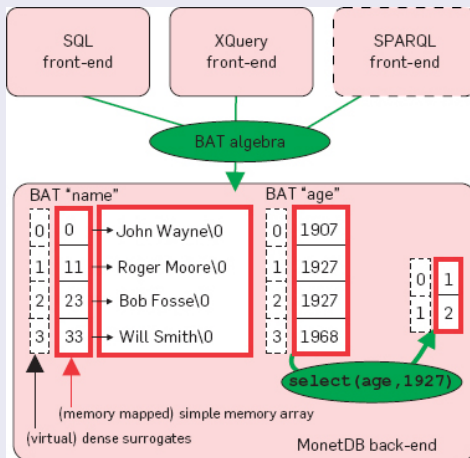 SQL
front-end
XQuery
front-end
SPARQL
front-end
BAT algebra
BAT "name"
BAT "age"
0 0 John Wayne\0 0 1907
1 11 Roger Moore\0 1 1927
2 23 Bob Fosse\0 2 1927
3 33 Will Smith\0 3 1968
0 1
1 2
select(age,1927)
(memory mapped) simple memory array
(virtual) dense surrogates
MonetDB back-end